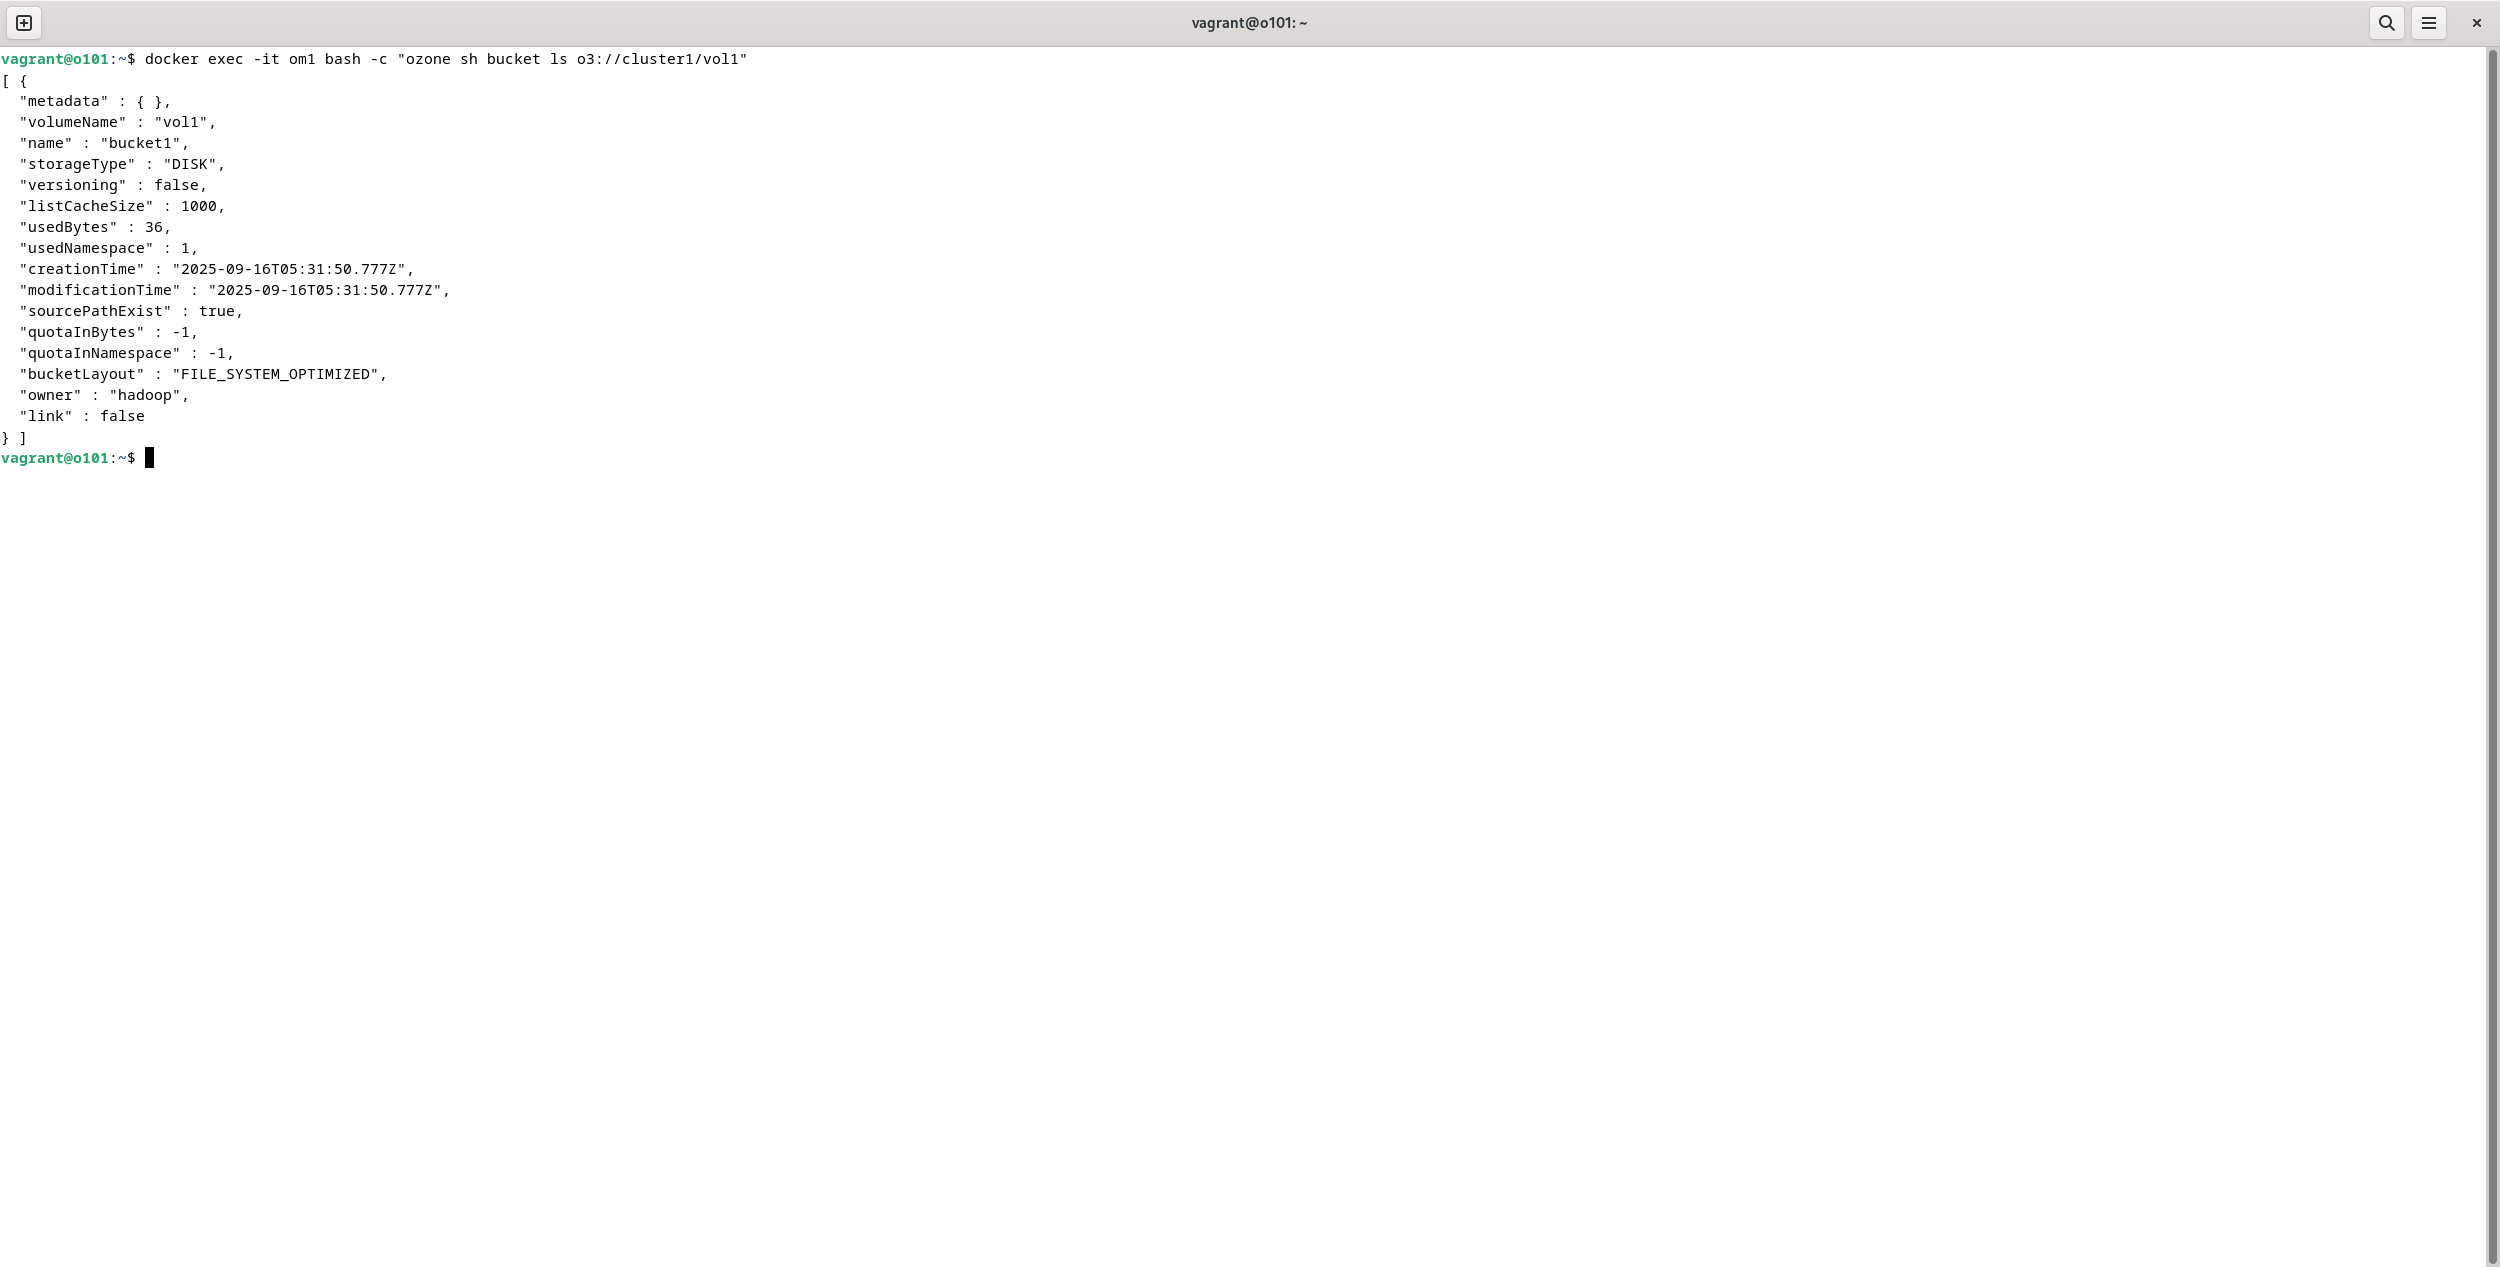 vagrant@o101: ~
vagrant@o101:~$ docker exec -it om1 bash -c "ozone sh bucket ls o3://cluster1/vol1"
[ {
  "metadata" : { },
  "volumeName" : "vol1",
  "name" : "bucket1",
  "storageType" : "DISK",
  "versioning" : false,
  "listCacheSize" : 1000,
  "usedBytes" : 36,
  "usedNamespace" : 1,
  "creationTime" : "2025-09-16T05:31:50.777Z",
  "modificationTime" : "2025-09-16T05:31:50.777Z",
  "sourcePathExist" : true,
  "quotaInBytes" : -1,
  "quotaInNamespace" : -1,
  "bucketLayout" : "FILE_SYSTEM_OPTIMIZED",
  "owner" : "hadoop",
  "link" : false
} ]
vagrant@o101:~$